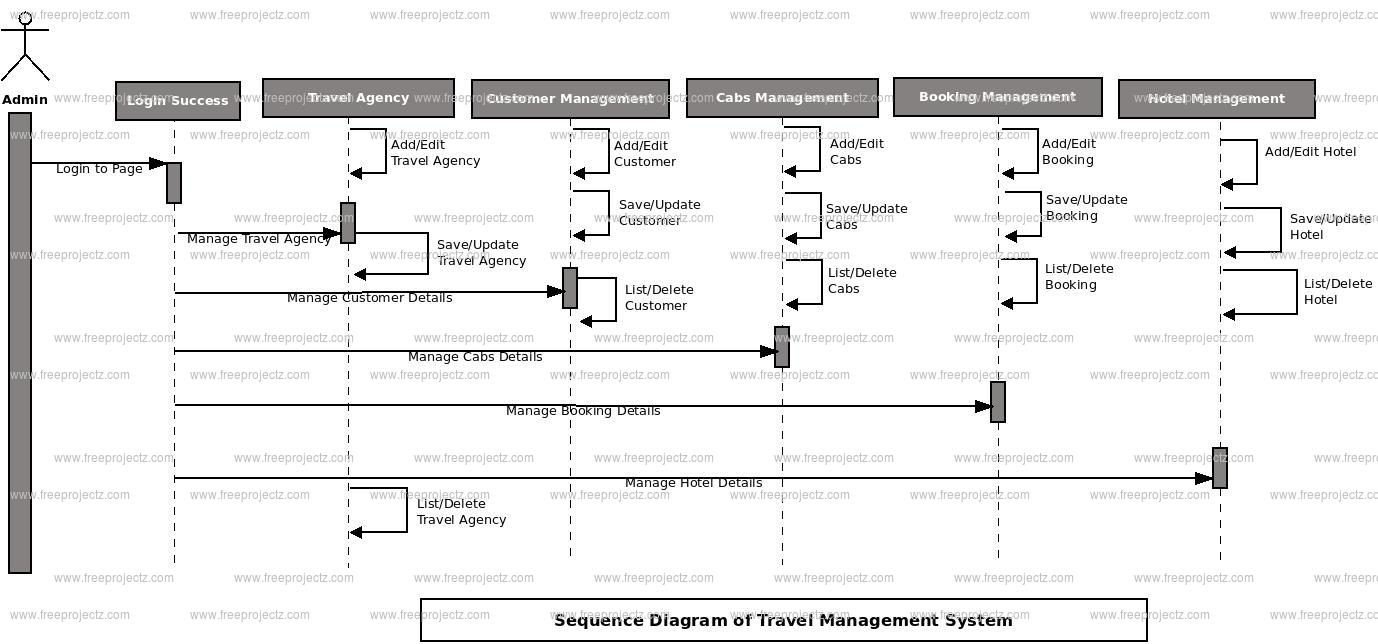 Admin
Login Success
Travel Agency
Customer Management
Cabs Management
Booking Management
Hotel Management
Login to Page
Add/Edit
Travel Agency
Add/Edit
Customer
Add/Edit
Cabs
Add/Edit
Booking
Add/Edit Hotel
Manage Travel Agency
Save/Update
Travel Agency
Save/Update
Customer
Save/Update
Cabs
Save/Update
Booking
Save/Update
Hotel
Manage Customer Details
List/Delete
Customer
List/Delete
Cabs
List/Delete
Booking
List/Delete
Hotel
Manage Cabs Details
Manage Booking Details
Manage Hotel Details
List/Delete
Travel Agency
Sequence Diagram of Travel Management System
www.freeprojectz.com